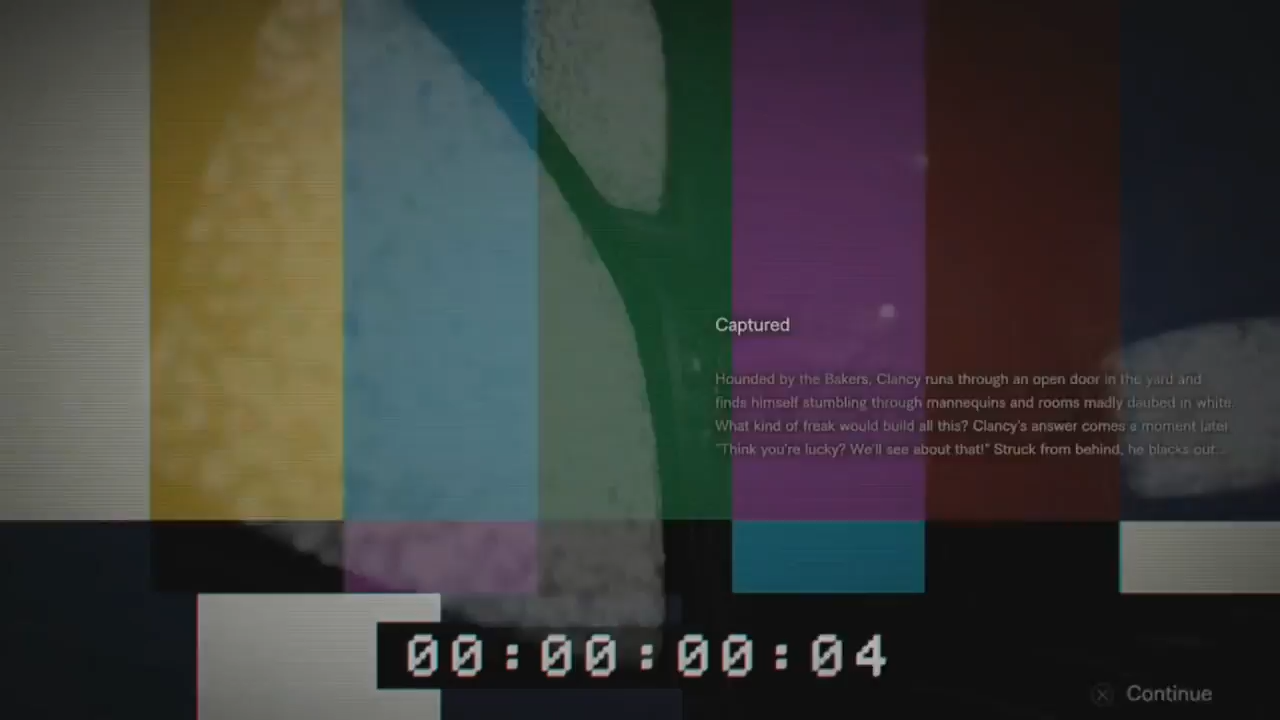 Captured
Hounded by the Bakers, Clancy runs through an open door in the yard and
finds himself stumbling through mannequins and rooms madly daubed in white.
What kind of freak would build all this? Clancy's answer comes a moment later.
"Think you're lucky? We'll see about that!" Struck from behind, he blacks out...
00:00:00:04
Continue